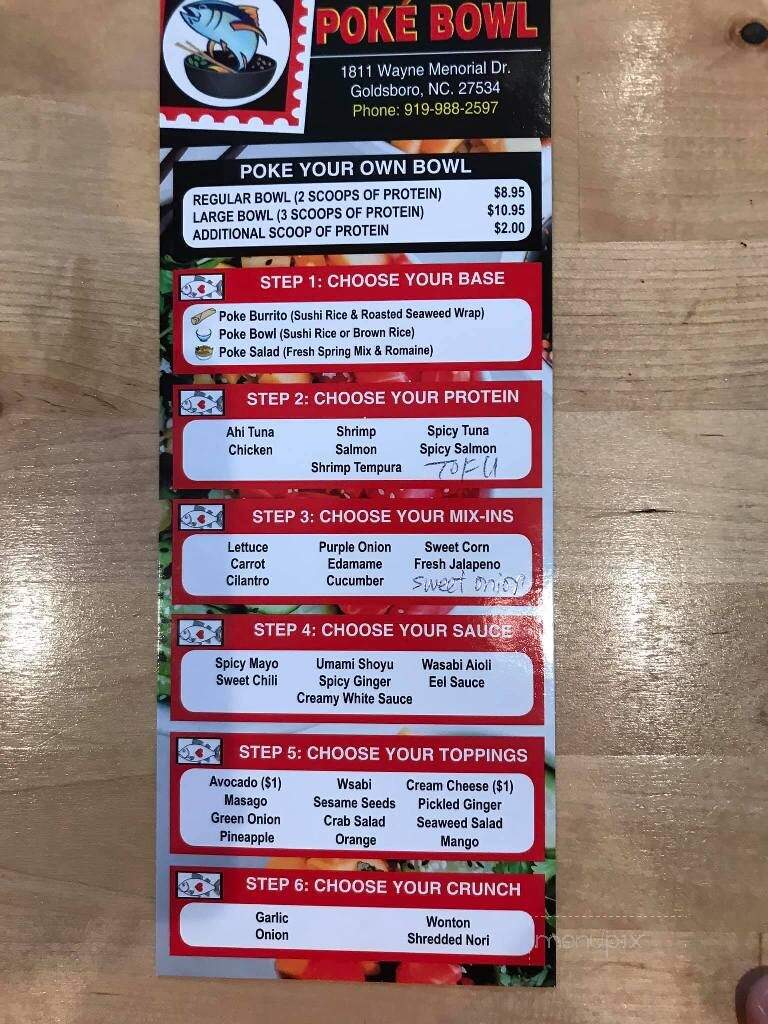 POKÉ BOWL
1811 Wayne Menorial Dr.
Goldsboro, NC. 27534
Phone: 919-988-2597
POKE YOUR OWN BOWL
REGULAR BOWL (2 SCOOPS OF PROTEIN) $8.95
LARGE BOWL (3 SCOOPS OF PROTEIN) $10.95
ADDITIONAL SCOOP OF PROTEIN $2.00
STEP 1: CHOOSE YOUR BASE
Poke Burrito (Sushi Rice & Roasted Seaweed Wrap)
Poke Bowl (Sushi Rice or Brown Rice)
Poke Salad (Fresh Spring Mix & Romaine)
STEP 2: CHOOSE YOUR PROTEIN
Ahi Tuna Shrimp Spicy Tuna
Chicken Salmon Spicy Salmon
Shrimp Tempura TOFU
STEP 3: CHOOSE YOUR MIX-INS
Lettuce Purple Onion Sweet Corn
Carrot Edamame Fresh Jalapeno
Cilantro Cucumber sweet onion
STEP 4: CHOOSE YOUR SAUCE
Spicy Mayo Umami Shoyu Wasabi Aioli
Sweet Chili Spicy Ginger Eel Sauce
Creamy White Sauce
STEP 5: CHOOSE YOUR TOPPINGS
Avocado ($1) Wsabi Cream Cheese ($1)
Masago Sesame Seeds Pickled Ginger
Green Onion Crab Salad Seaweed Salad
Pineapple Orange Mango
STEP 6: CHOOSE YOUR CRUNCH
Garlic Wonton
Onion Shredded Nori
menupix